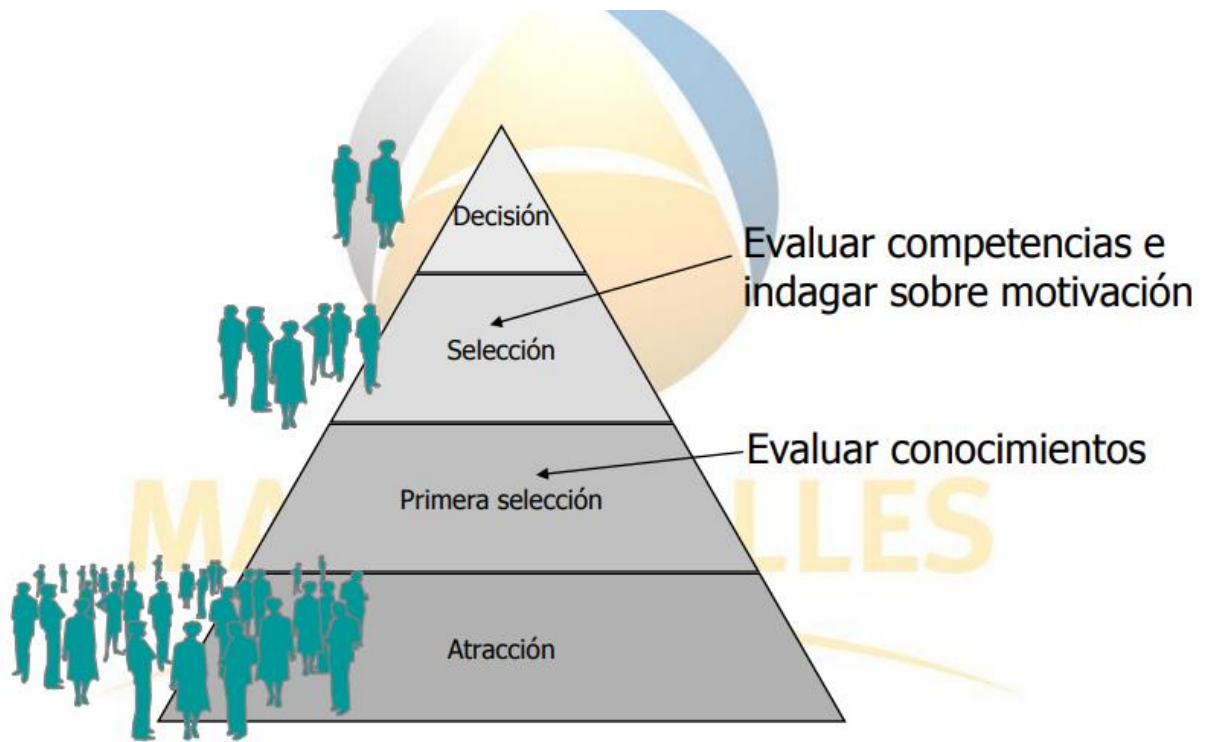 Decisión
Evaluar competencias e
indagar sobre motivación
Selección
Evaluar conocimientos
Primera selección
Atracción